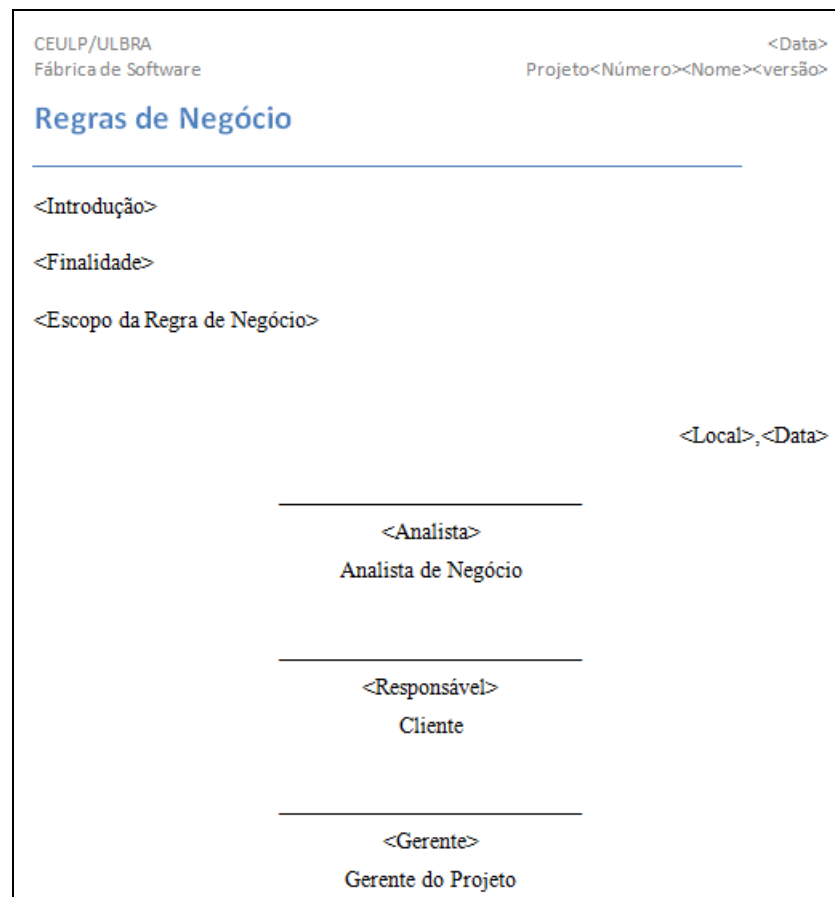 CEULP/ULBRA <Data>
Fábrica de Software Projeto<Número><Nome><versão>
Regras de Negócio
<Introdução>
<Finalidade>
<Escopo da Regra de Negócio>
<Local>,<Data>
<Analista>
Analista de Negócio
<Responsável>
Cliente
<Gerente>
Gerente do Projeto